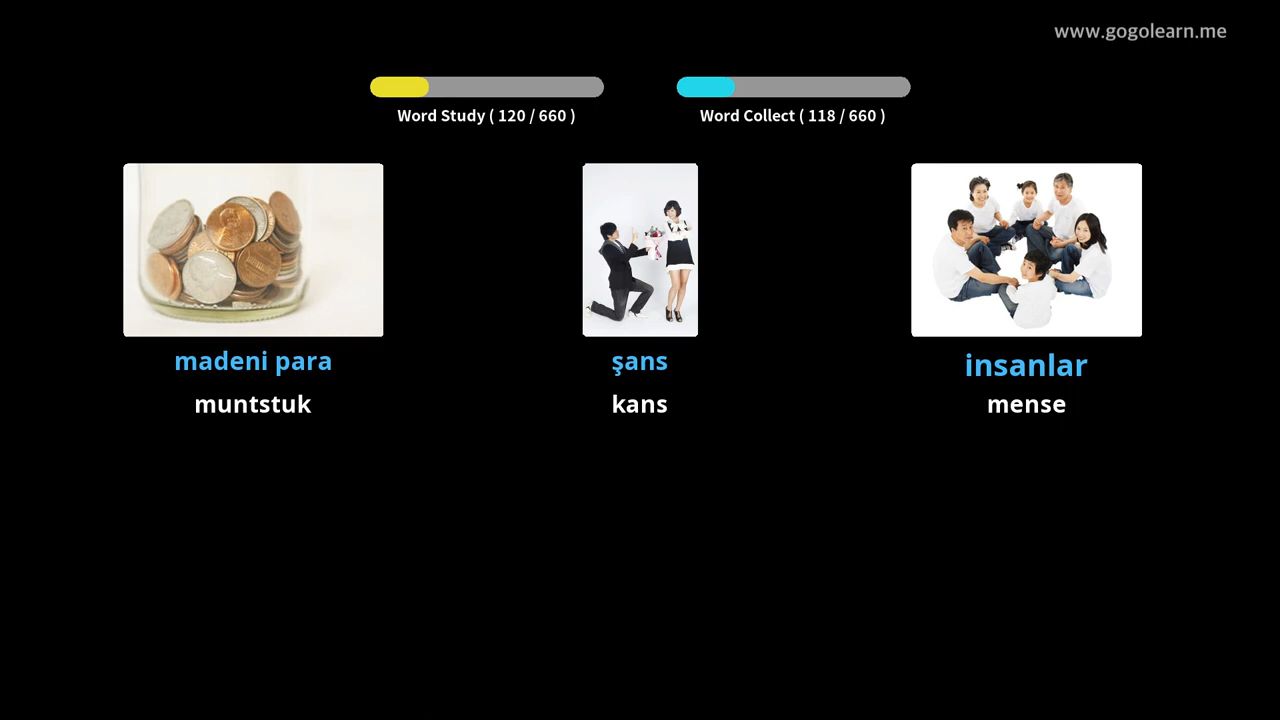 www.gogolearn.me
Word Study ( 120 / 660 )
Word Collect ( 118 / 660 )
madeni para
muntstuk
şans
kans
insanlar
mense